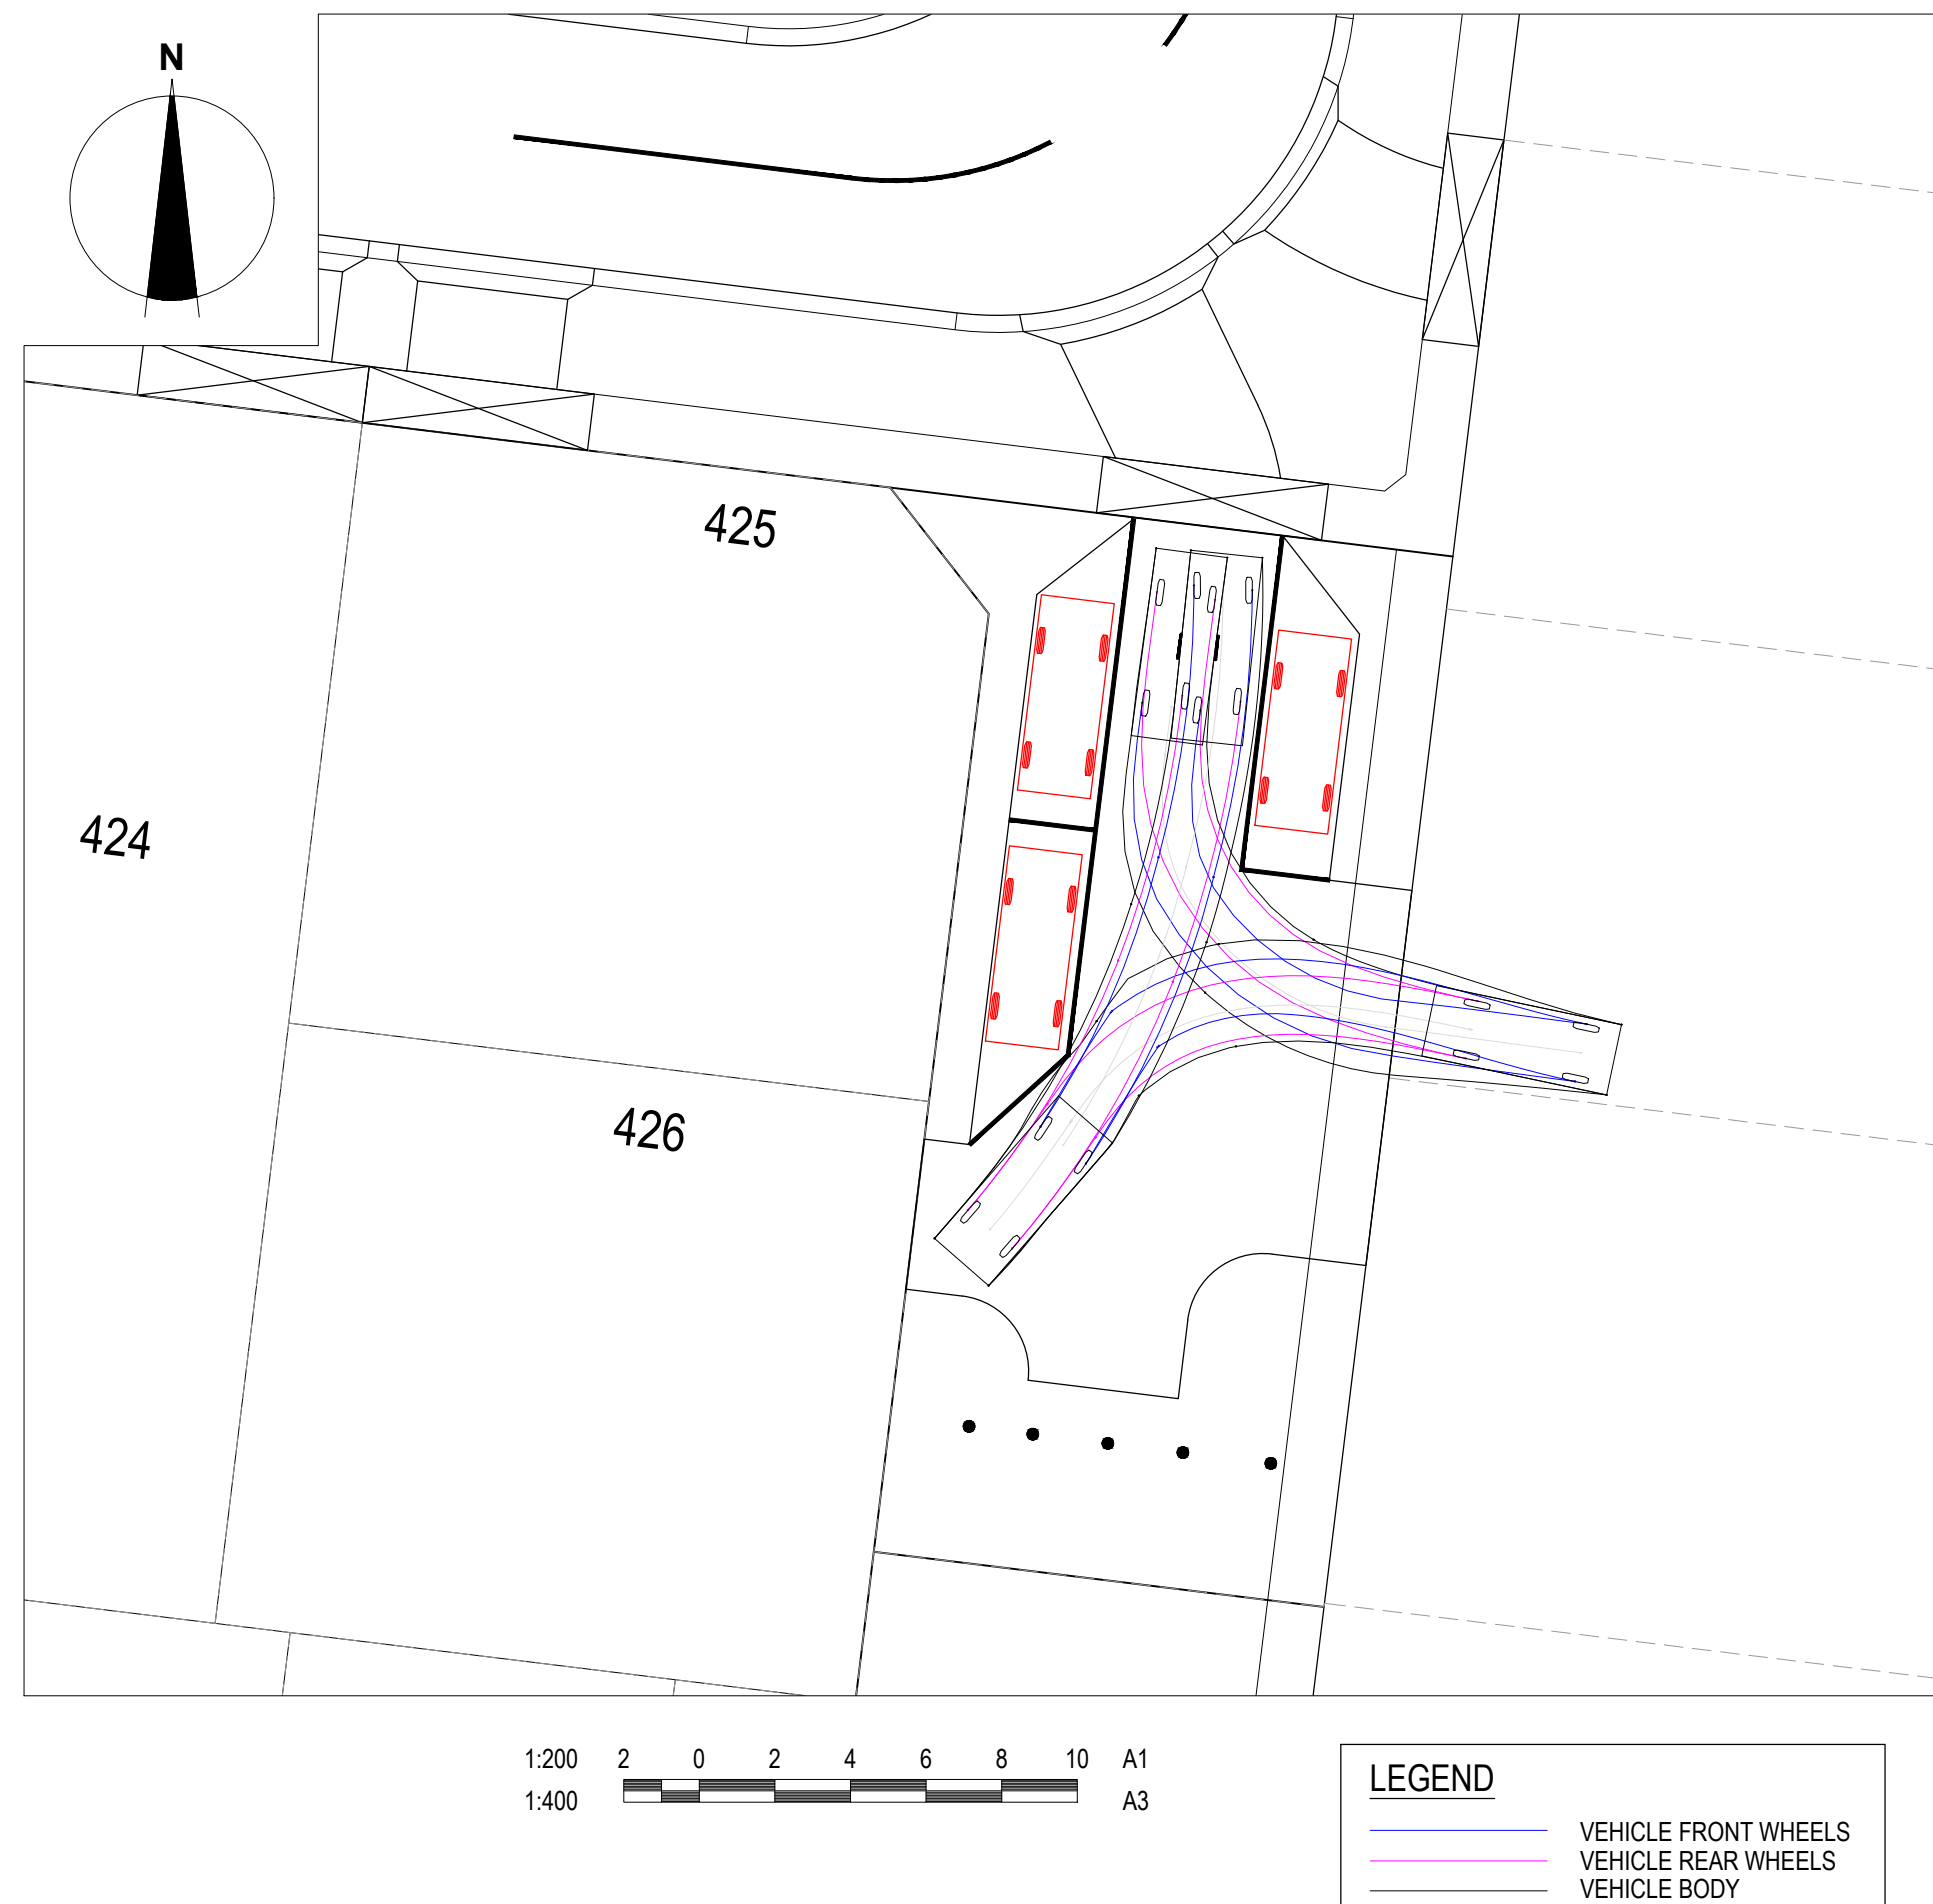 N
425
424
426
1:200 2 0 2 4 6 8 10 A1
1:400 A3
LEGEND
VEHICLE FRONT WHEELS
VEHICLE REAR WHEELS
VEHICLE BODY